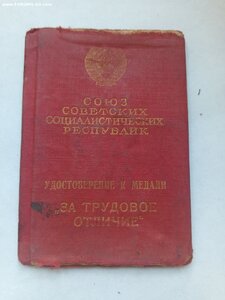 СОЮЗ
СОВЕТСКИХ
СОЦИАЛИСТИЧЕСКИХ
РЕСПУБЛИК
УДОСТОВЕРЕНИЕ К МЕДАЛИ
„ЗА ТРУДОВОЕ
ОТЛИЧИЕ"